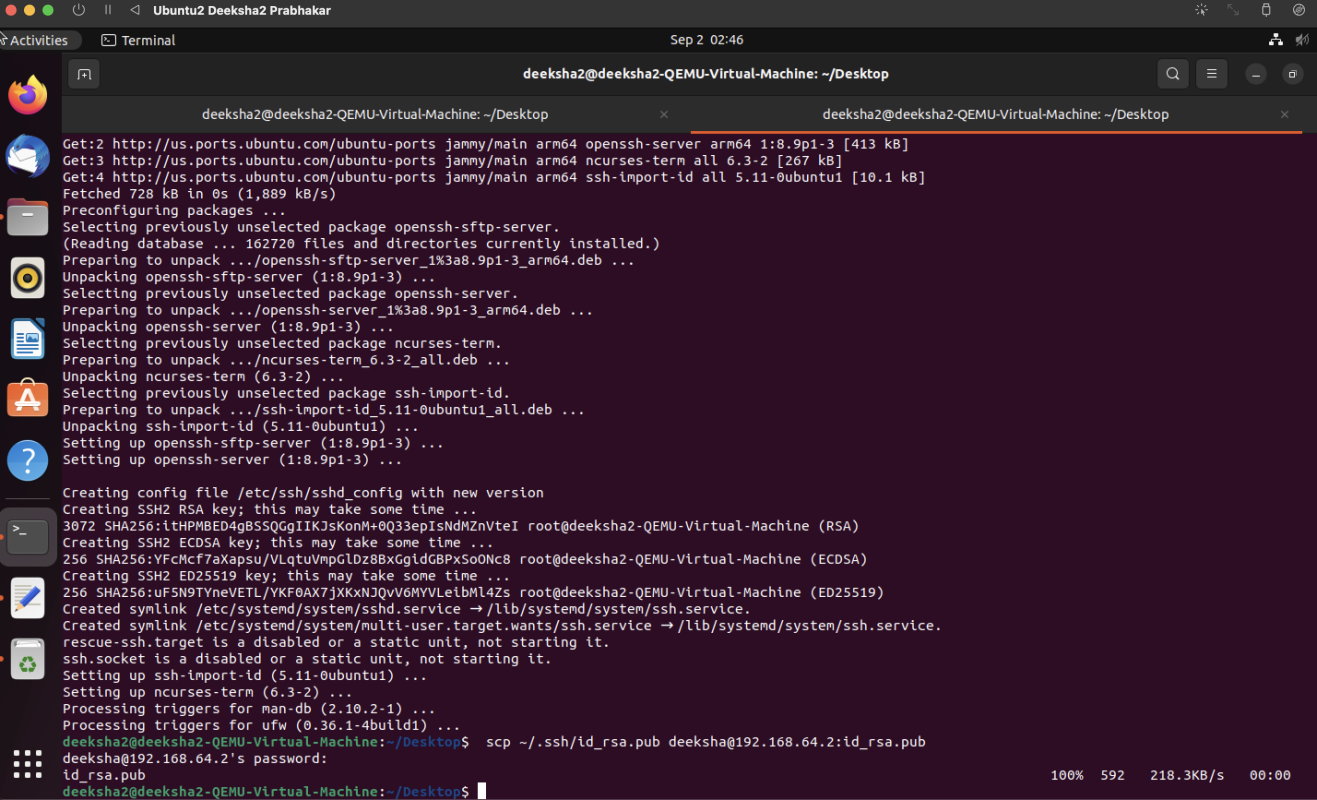 Ubuntu2 Deeksha2 Prabhakar
Activities
Terminal
Sep 2 02:46
deeksha2@deeksha2-QEMU-Virtual-Machine: ~/Desktop
deeksha2@deeksha2-QEMU-Virtual-Machine: ~/Desktop
deeksha2@deeksha2-QEMU-Virtual-Machine: ~/Desktop
Get:2 http://us.ports.ubuntu.com/ubuntu-ports jammy/main arm64 openssh-server arm64 1:8.9p1-3 [413 kB]
Get:3 http://us.ports.ubuntu.com/ubuntu-ports jammy/main arm64 ncurses-term all 6.3-2 [267 kB]
Get:4 http://us.ports.ubuntu.com/ubuntu-ports jammy/main arm64 ssh-import-id all 5.11-0ubuntu1 [10.1 kB]
Fetched 728 kB in 0s (1,889 kB/s)
Preconfiguring packages ...
Selecting previously unselected package openssh-sftp-server.
(Reading database ... 162720 files and directories currently installed.)
Preparing to unpack .../openssh-sftp-server_1%3a8.9p1-3_arm64.deb ...
Unpacking openssh-sftp-server (1:8.9p1-3) ...
Selecting previously unselected package openssh-server.
Preparing to unpack .../openssh-server_1%3a8.9p1-3_arm64.deb ...
Unpacking openssh-server (1:8.9p1-3) ...
Selecting previously unselected package ncurses-term.
Preparing to unpack .../ncurses-term_6.3-2_all.deb ...
Unpacking ncurses-term (6.3-2) ...
Selecting previously unselected package ssh-import-id.
Preparing to unpack .../ssh-import-id_5.11-0ubuntu1_all.deb ...
Unpacking ssh-import-id (5.11-0ubuntu1) ...
Setting up openssh-sftp-server (1:8.9p1-3) ...
Setting up openssh-server (1:8.9p1-3) ...
Creating config file /etc/ssh/sshd_config with new version
Creating SSH2 RSA key; this may take some time ...
3072 SHA256:itHPMBED4gBSSQGgIIKJsKonM+0Q33epIsNdMZnVteI root@deeksha2-QEMU-Virtual-Machine (RSA)
Creating SSH2 ECDSA key; this may take some time ...
256 SHA256:YFcMcf7aXapsu/VLqtuVmpGlDz8BxGgidGBPxSoONc8 root@deeksha2-QEMU-Virtual-Machine (ECDSA)
Creating SSH2 ED25519 key; this may take some time ...
256 SHA256:uF5N9TYneVETL/YKF0AX7jXKxNJQvV6MYVLeibMl4Zs root@deeksha2-QEMU-Virtual-Machine (ED25519)
Created symlink /etc/systemd/system/sshd.service → /lib/systemd/system/ssh.service.
Created symlink /etc/systemd/system/multi-user.target.wants/ssh.service → /lib/systemd/system/ssh.service.
rescue-ssh.target is a disabled or a static unit, not starting it.
ssh.socket is a disabled or a static unit, not starting it.
Setting up ssh-import-id (5.11-0ubuntu1) ...
Setting up ncurses-term (6.3-2) ...
Processing triggers for man-db (2.10.2-1) ...
Processing triggers for ufw (0.36.1-4build1) ...
deeksha2@deeksha2-QEMU-Virtual-Machine:~/Desktop$ scp ~/.ssh/id_rsa.pub deeksha@192.168.64.2:id_rsa.pub
deeksha@192.168.64.2's password:
id_rsa.pub 100% 592 218.3KB/s 00:00
deeksha2@deeksha2-QEMU-Virtual-Machine:~/Desktop$